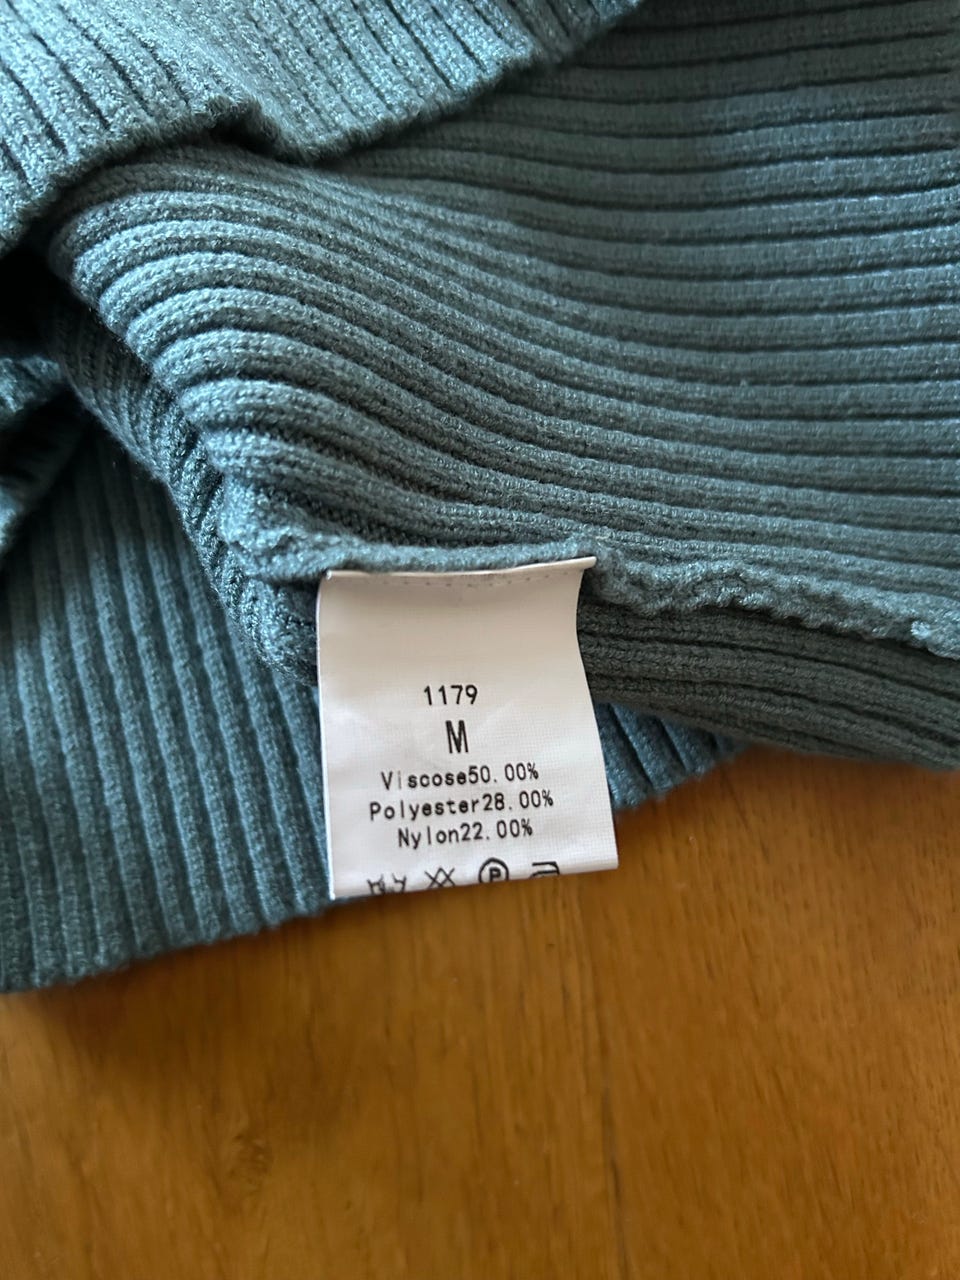 1179
M
Viscose50.00%
Polyester28.00%
Nylon22.00%
P